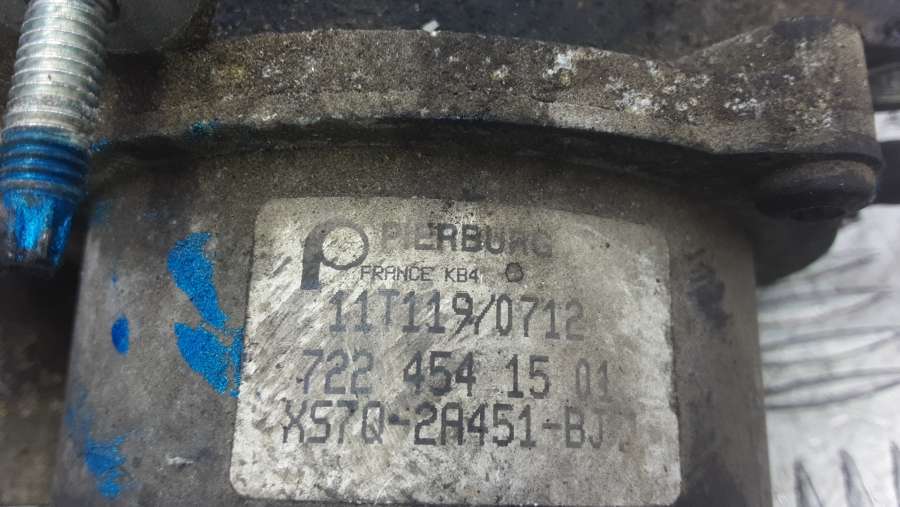 PIERBURG
FRANCE KB4
11T119/0712
722 454 15 01
XS7Q-2A451-BJ